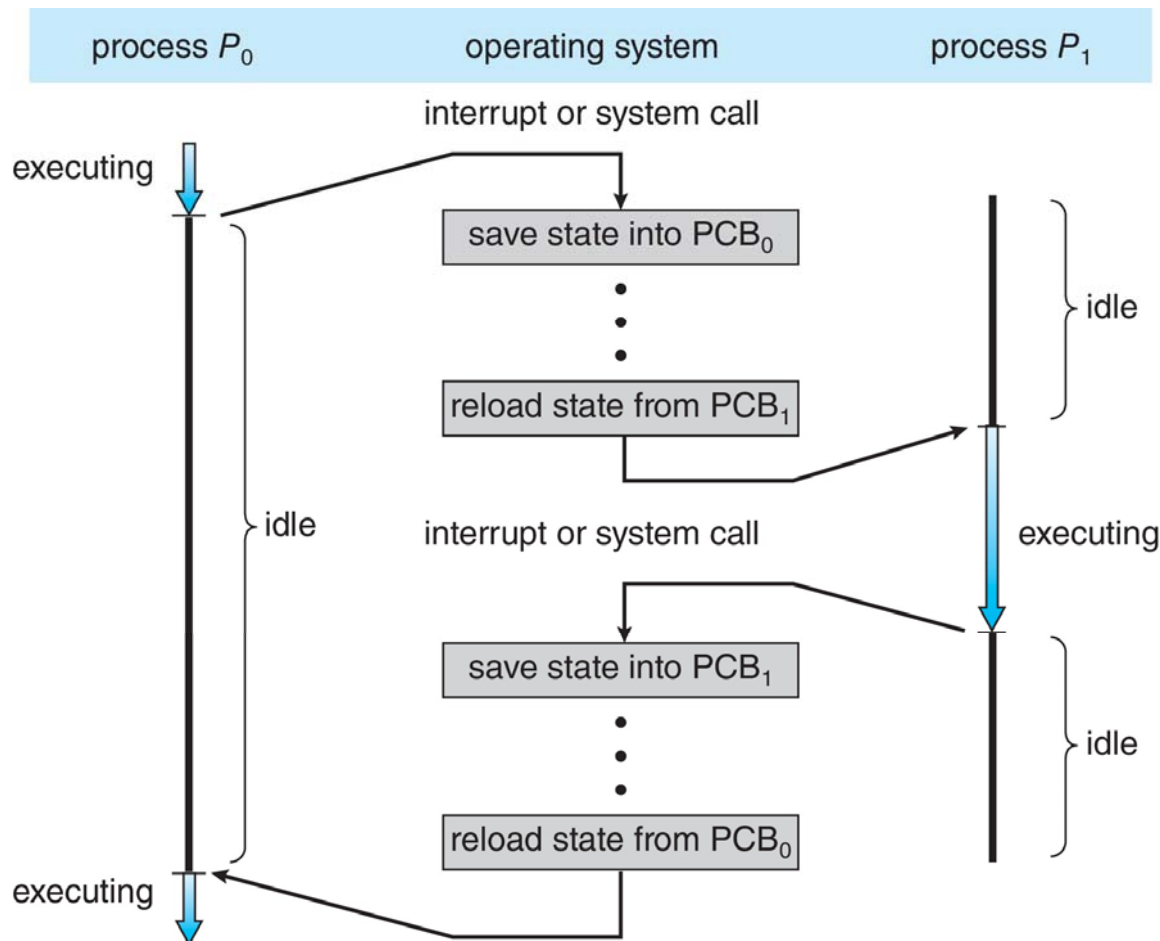 process P₀ operating system process P₁
interrupt or system call
executing
save state into PCB₀
idle
reload state from PCB₁
idle
interrupt or system call
executing
save state into PCB₁
idle
reload state from PCB₀
executing